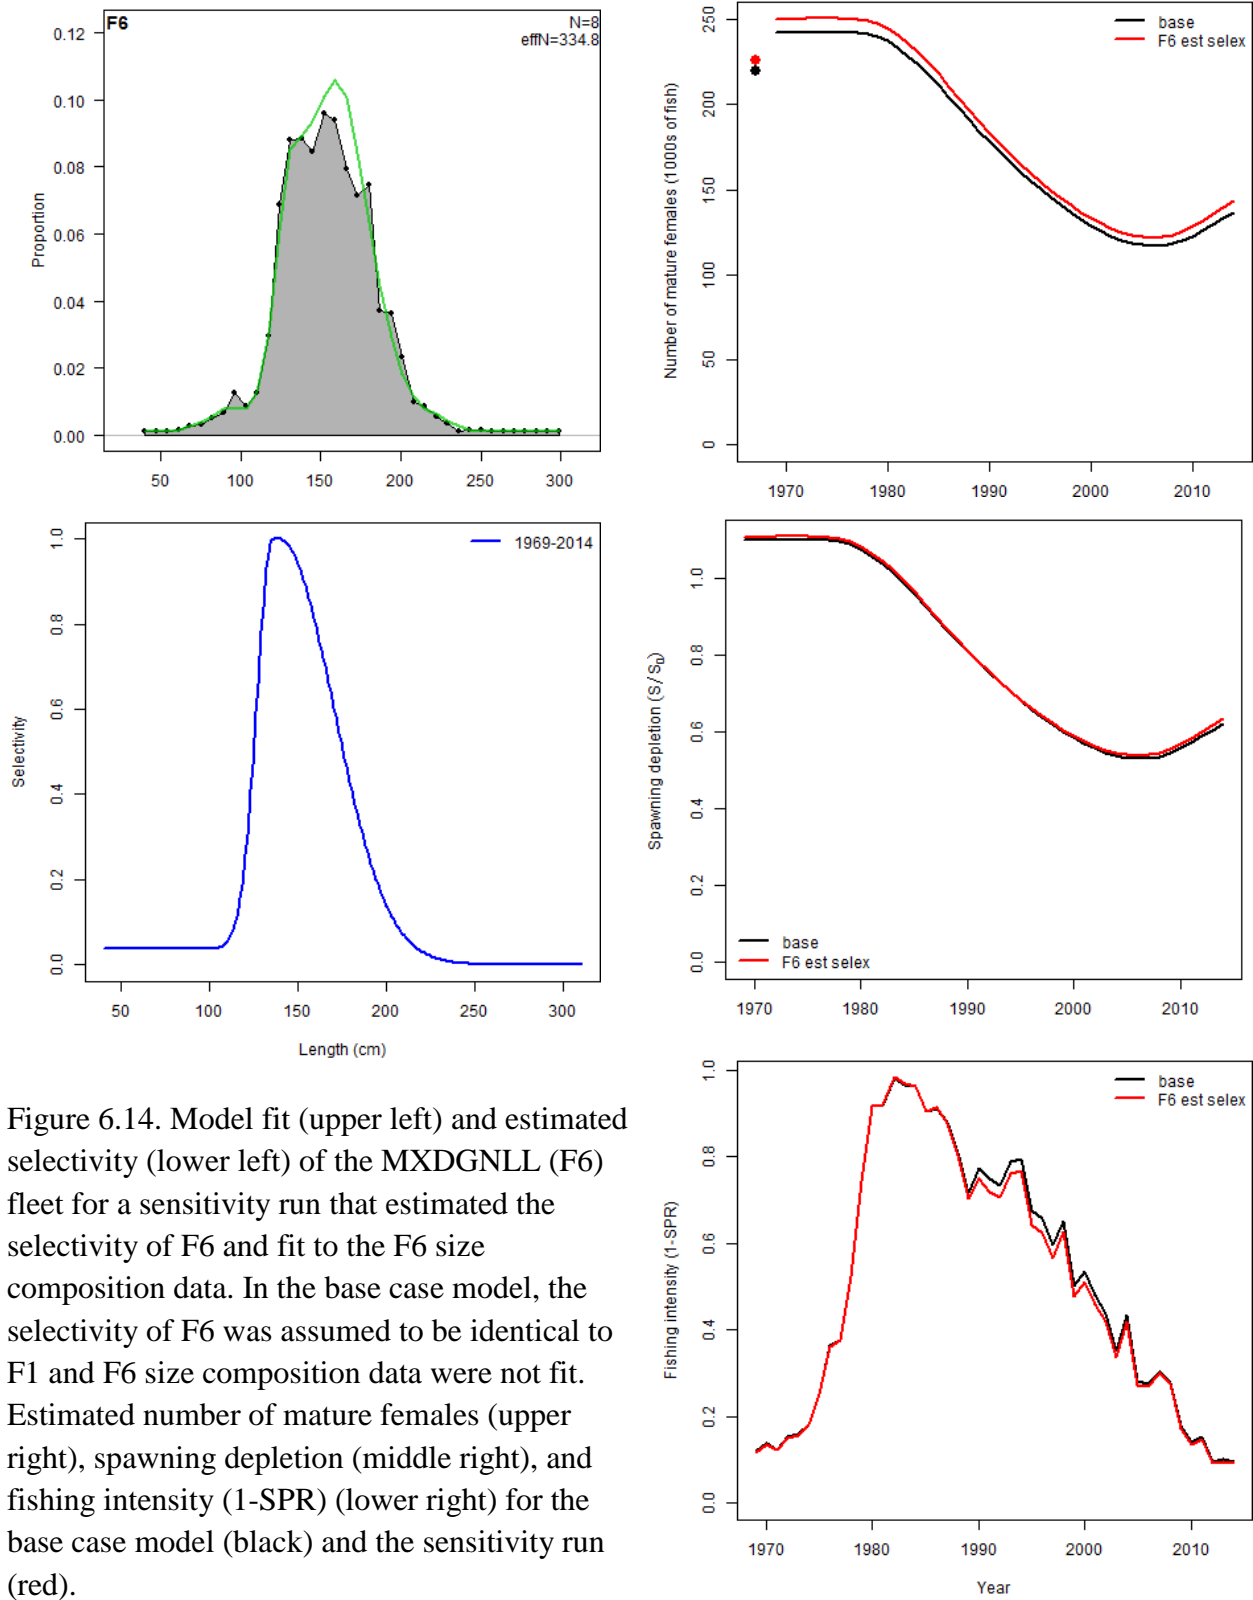 F6
N=8
effN=334.8
0.12
0.10
0.08
0.06
0.04
0.02
0.00
Proportion
50 100 150 200 250 300
250
200
150
100
50
0
Number of mature females (1000s of fish)
base
F6 est selex
1970 1980 1990 2000 2010
1.0
0.8
0.6
0.4
0.2
0.0
Selectivity
1969-2014
50 100 150 200 250 300
Length (cm)
1.0
0.8
0.6
0.4
0.2
0.0
Spawning depletion (S/S₀)
base
F6 est selex
1970 1980 1990 2000 2010
1.0
0.8
0.6
0.4
0.2
0.0
Fishing intensity (1-SPR)
base
F6 est selex
1970 1980 1990 2000 2010
Year
Figure 6.14. Model fit (upper left) and estimated
selectivity (lower left) of the MXDGNLL (F6)
fleet for a sensitivity run that estimated the
selectivity of F6 and fit to the F6 size
composition data. In the base case model, the
selectivity of F6 was assumed to be identical to
F1 and F6 size composition data were not fit.
Estimated number of mature females (upper
right), spawning depletion (middle right), and
fishing intensity (1-SPR) (lower right) for the
base case model (black) and the sensitivity run
(red).